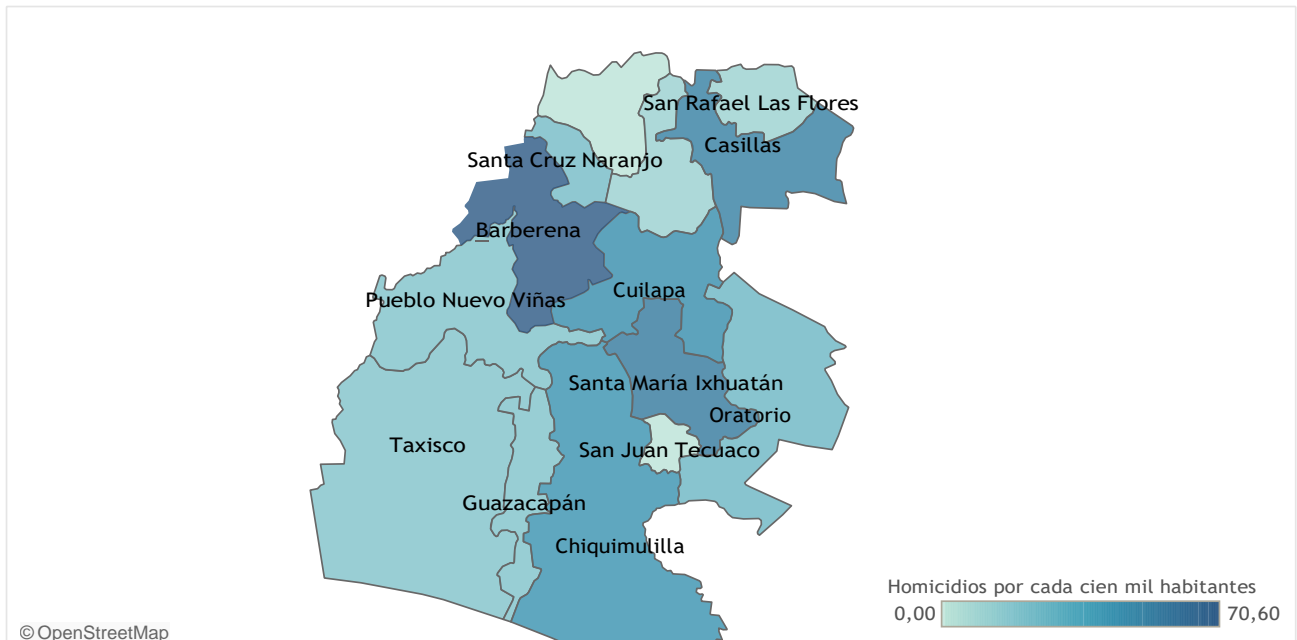 San Rafael Las Flores
Casillas
Santa Cruz Naranjo
Barberena
Cuilapa
Pueblo Nuevo Viñas
Santa María Ixhuatán
Oratorio
Taxisco
San Juan Tecuaco
Guazacapán
Chiquimulilla
Homicidios por cada cien mil habitantes
0,00 70,60
© OpenStreetMap